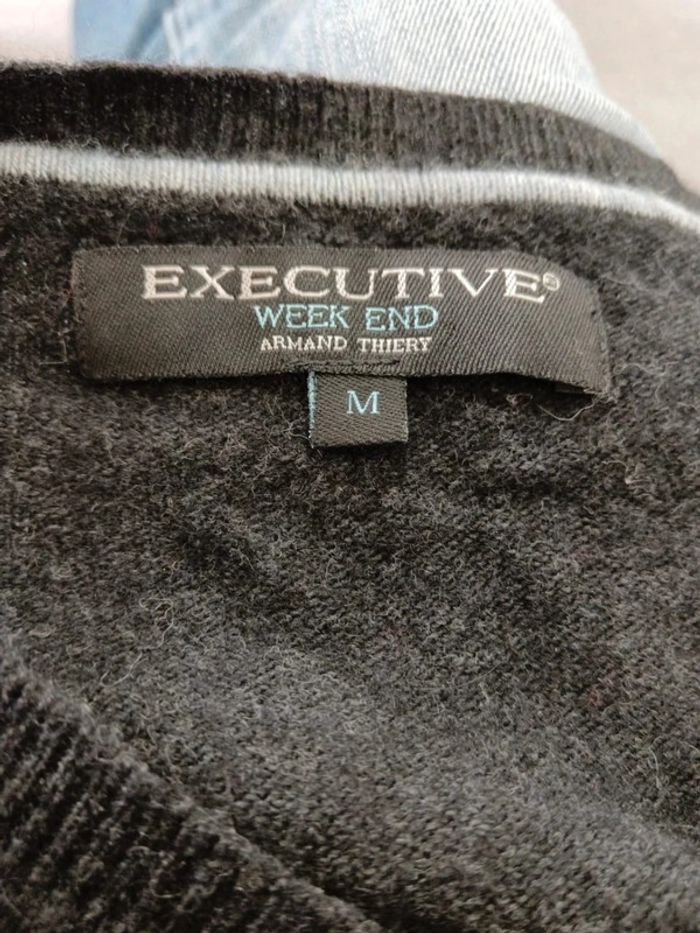 EXECUTIVE®
WEEK END
ARMAND THIERY
M